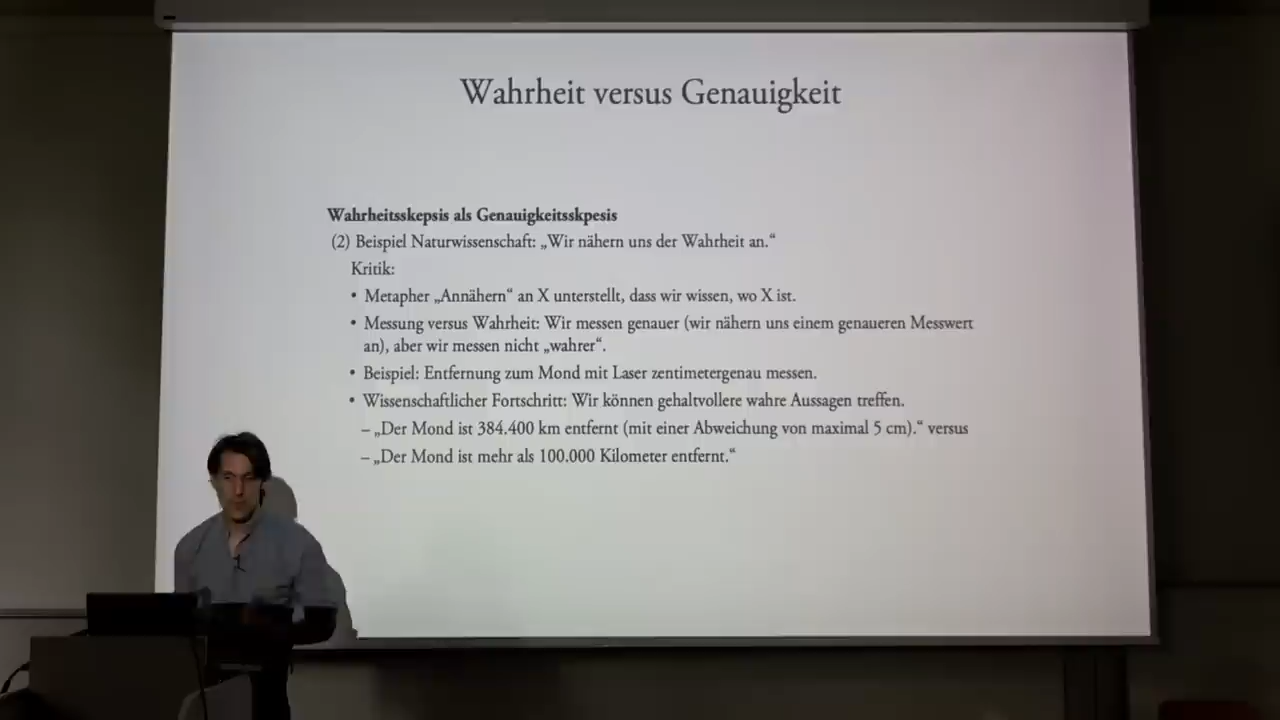 Wahrheit versus Genauigkeit
Wahrheitsskepsis als Genauigkeitsskpesis
(2) Beispiel Naturwissenschaft: „Wir nähern uns der Wahrheit an.“
Kritik:
• Metapher „Annähern“ an X unterstellt, dass wir wissen, wo X ist.
• Messung versus Wahrheit: Wir messen genauer (wir nähern uns einem genaueren Messwert
an), aber wir messen nicht „wahrer“.
• Beispiel: Entfernung zum Mond mit Laser zentimetergenau messen.
• Wissenschaftlicher Fortschritt: Wir können gehaltvollere wahre Aussagen treffen.
– „Der Mond ist 384.400 km entfernt (mit einer Abweichung von maximal 5 cm).“ versus
– „Der Mond ist mehr als 100.000 Kilometer entfernt.“